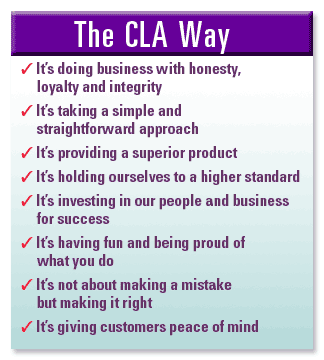 The CLA Way
✓ It's doing business with honesty,
loyalty and integrity
✓ It's taking a simple and
straightforward approach
✓ It's providing a superior product
✓ It's holding ourselves to a higher standard
✓ It's investing in our people and business
for success
✓ It's having fun and being proud of
what you do
✓ It's not about making a mistake
but making it right
✓ It's giving customers peace of mind